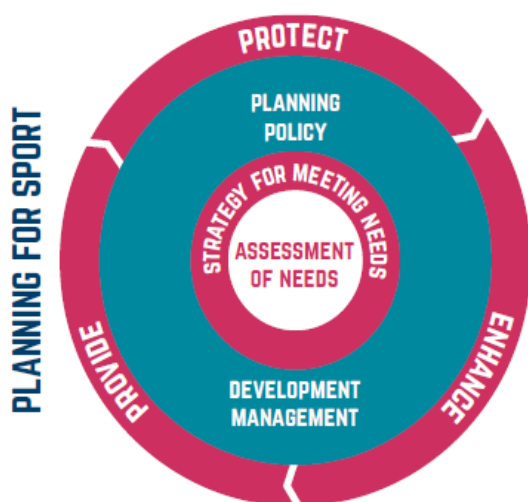 PLANNING FOR SPORT
PROTECT
PLANNING
POLICY
STRATEGY FOR MEETING NEEDS
ASSESSMENT
OF NEEDS
DEVELOPMENT
MANAGEMENT
PROVIDE
ENHANCE